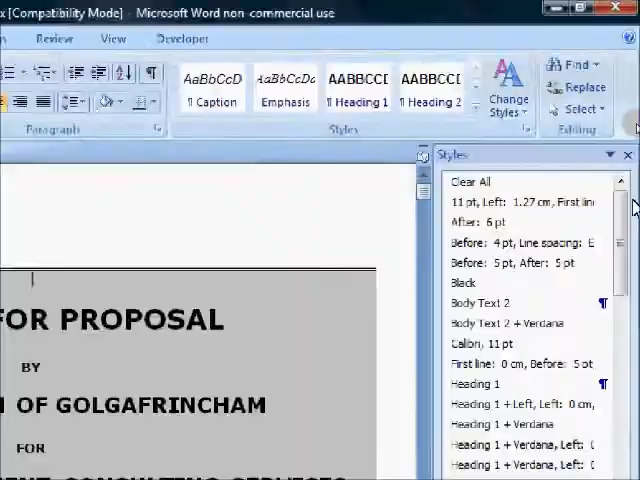 x [Compatibility Mode] - Microsoft Word non-commercial use
Review View Developer
AaBbCcD AaBbCcDc AABBCCI AABBCCI
¶ Caption Emphasis ¶ Heading 1 ¶ Heading 2
Change Styles
Find
Replace
Select
Paragraph Styles Editing
Styles
Clear All
11 pt, Left: 1.27 cm, First line
After: 6 pt
Before: 4 pt, Line spacing: E
Before: 5 pt, After: 5 pt
Black
Body Text 2 ¶
Body Text 2 + Verdana
Calibri, 11 pt
First line: 0 cm, Before: 5 pt
Heading 1 ¶
Heading 1 + Left, Left: 0 cm,
Heading 1 + Verdana
Heading 1 + Verdana, Left: 0
Heading 1 + Verdana, Left: 0
FOR PROPOSAL
BY
OF GOLGAFRINCHAM
FOR
CONSULTING SERVICES